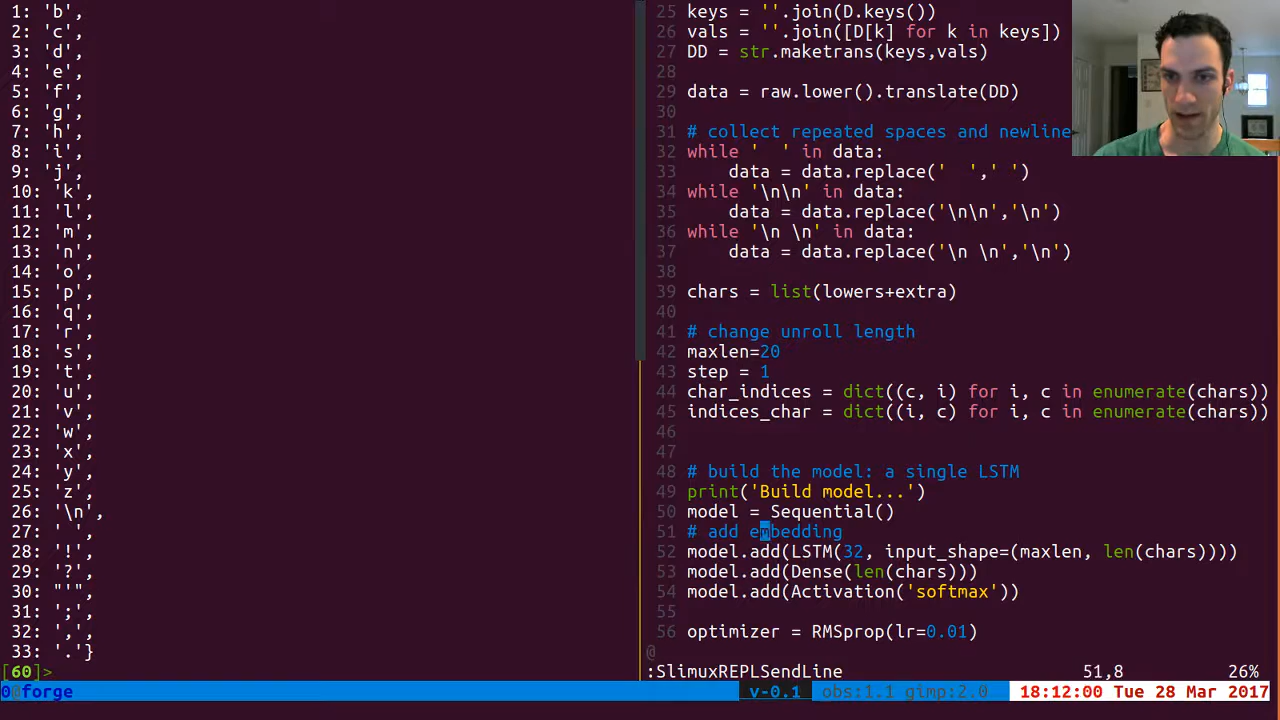 1: 'b',
2: 'c',
3: 'd',
4: 'e',
5: 'f',
6: 'g',
7: 'h',
8: 'i',
9: 'j',
10: 'k',
11: 'l',
12: 'm',
13: 'n',
14: 'o',
15: 'p',
16: 'q',
17: 'r',
18: 's',
19: 't',
20: 'u',
21: 'v',
22: 'w',
23: 'x',
24: 'y',
25: 'z',
26: '\n',
27: ' ',
28: '!',
29: '?',
30: "'",
31: ';',
32: ',',
33: '.'}
[60]>
25 keys = ''.join(D.keys())
26 vals = ''.join([D[k] for k in keys])
27 DD = str.maketrans(keys,vals)
28
29 data = raw.lower().translate(DD)
30
31 # collect repeated spaces and newline
32 while '  ' in data:
33     data = data.replace('  ',' ')
34 while '\n\n' in data:
35     data = data.replace('\n\n','\n')
36 while '\n \n' in data:
37     data = data.replace('\n \n','\n')
38
39 chars = list(lowers+extra)
40
41 # change unroll length
42 maxlen=20
43 step = 1
44 char_indices = dict((c, i) for i, c in enumerate(chars))
45 indices_char = dict((i, c) for i, c in enumerate(chars))
46
47
48 # build the model: a single LSTM
49 print('Build model...')
50 model = Sequential()
51 # add embedding
52 model.add(LSTM(32, input_shape=(maxlen, len(chars))))
53 model.add(Dense(len(chars)))
54 model.add(Activation('softmax'))
55
56 optimizer = RMSprop(lr=0.01)
@
:SlimuxREPLSendLine 51,8 26%
0@forge v-0.1 obs:1.1 gimp:2.0 18:12:00 Tue 28 Mar 2017